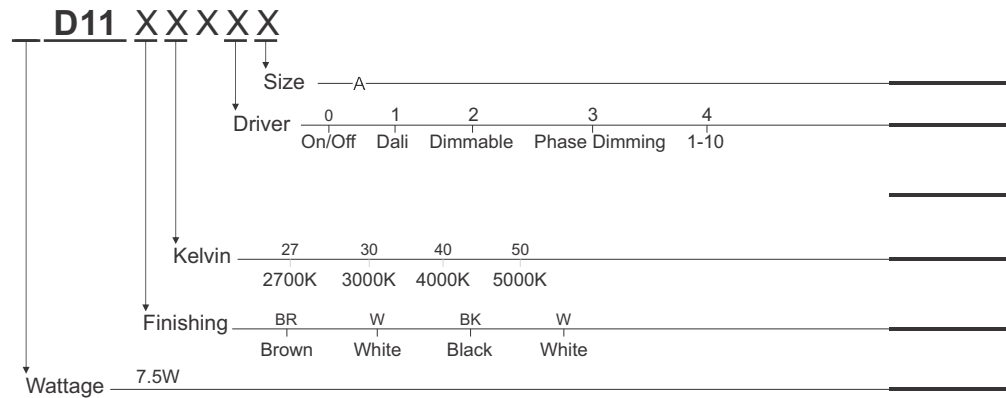 D11 X X X X X
Size A
Driver 0 1 2 3 4
On/Off Dali Dimmable Phase Dimming 1-10
Kelvin 27 30 40 50
2700K 3000K 4000K 5000K
Finishing BR W BK W
Brown White Black White
Wattage 7.5W